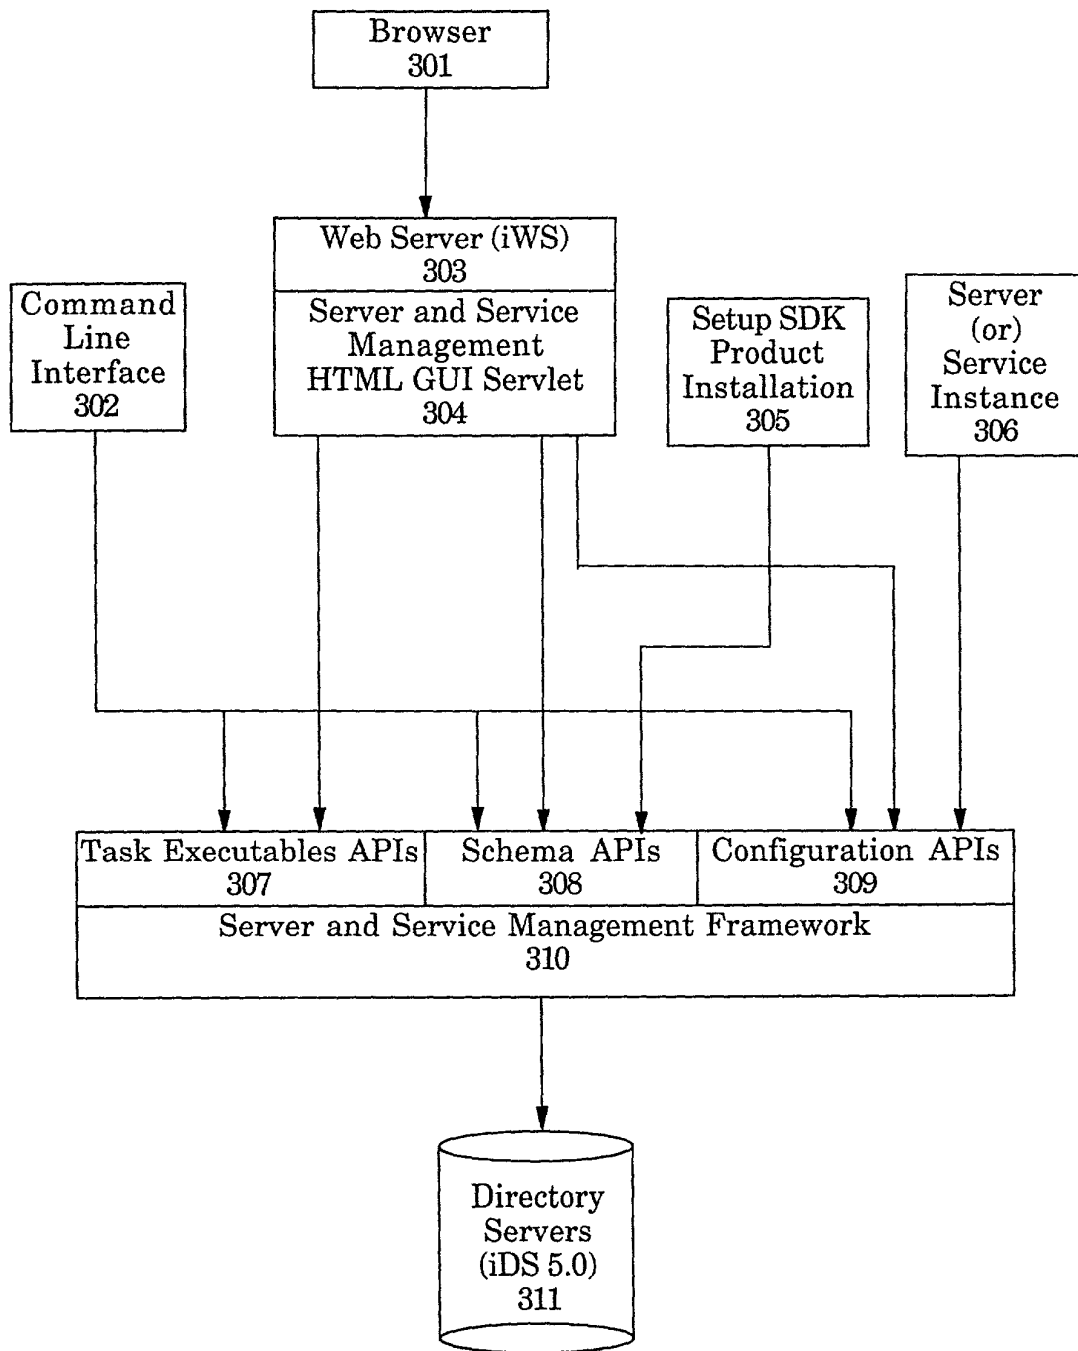 Browser
301
Web Server (iWS)
303
Command
Line
Interface
302
Server and Service
Management
HTML GUI Servlet
304
Setup SDK
Product
Installation
305
Server
(or)
Service
Instance
306
Task Executables APIs
307
Schema APIs
308
Configuration APIs
309
Server and Service Management Framework
310
Directory
Servers
(iDS 5.0)
311